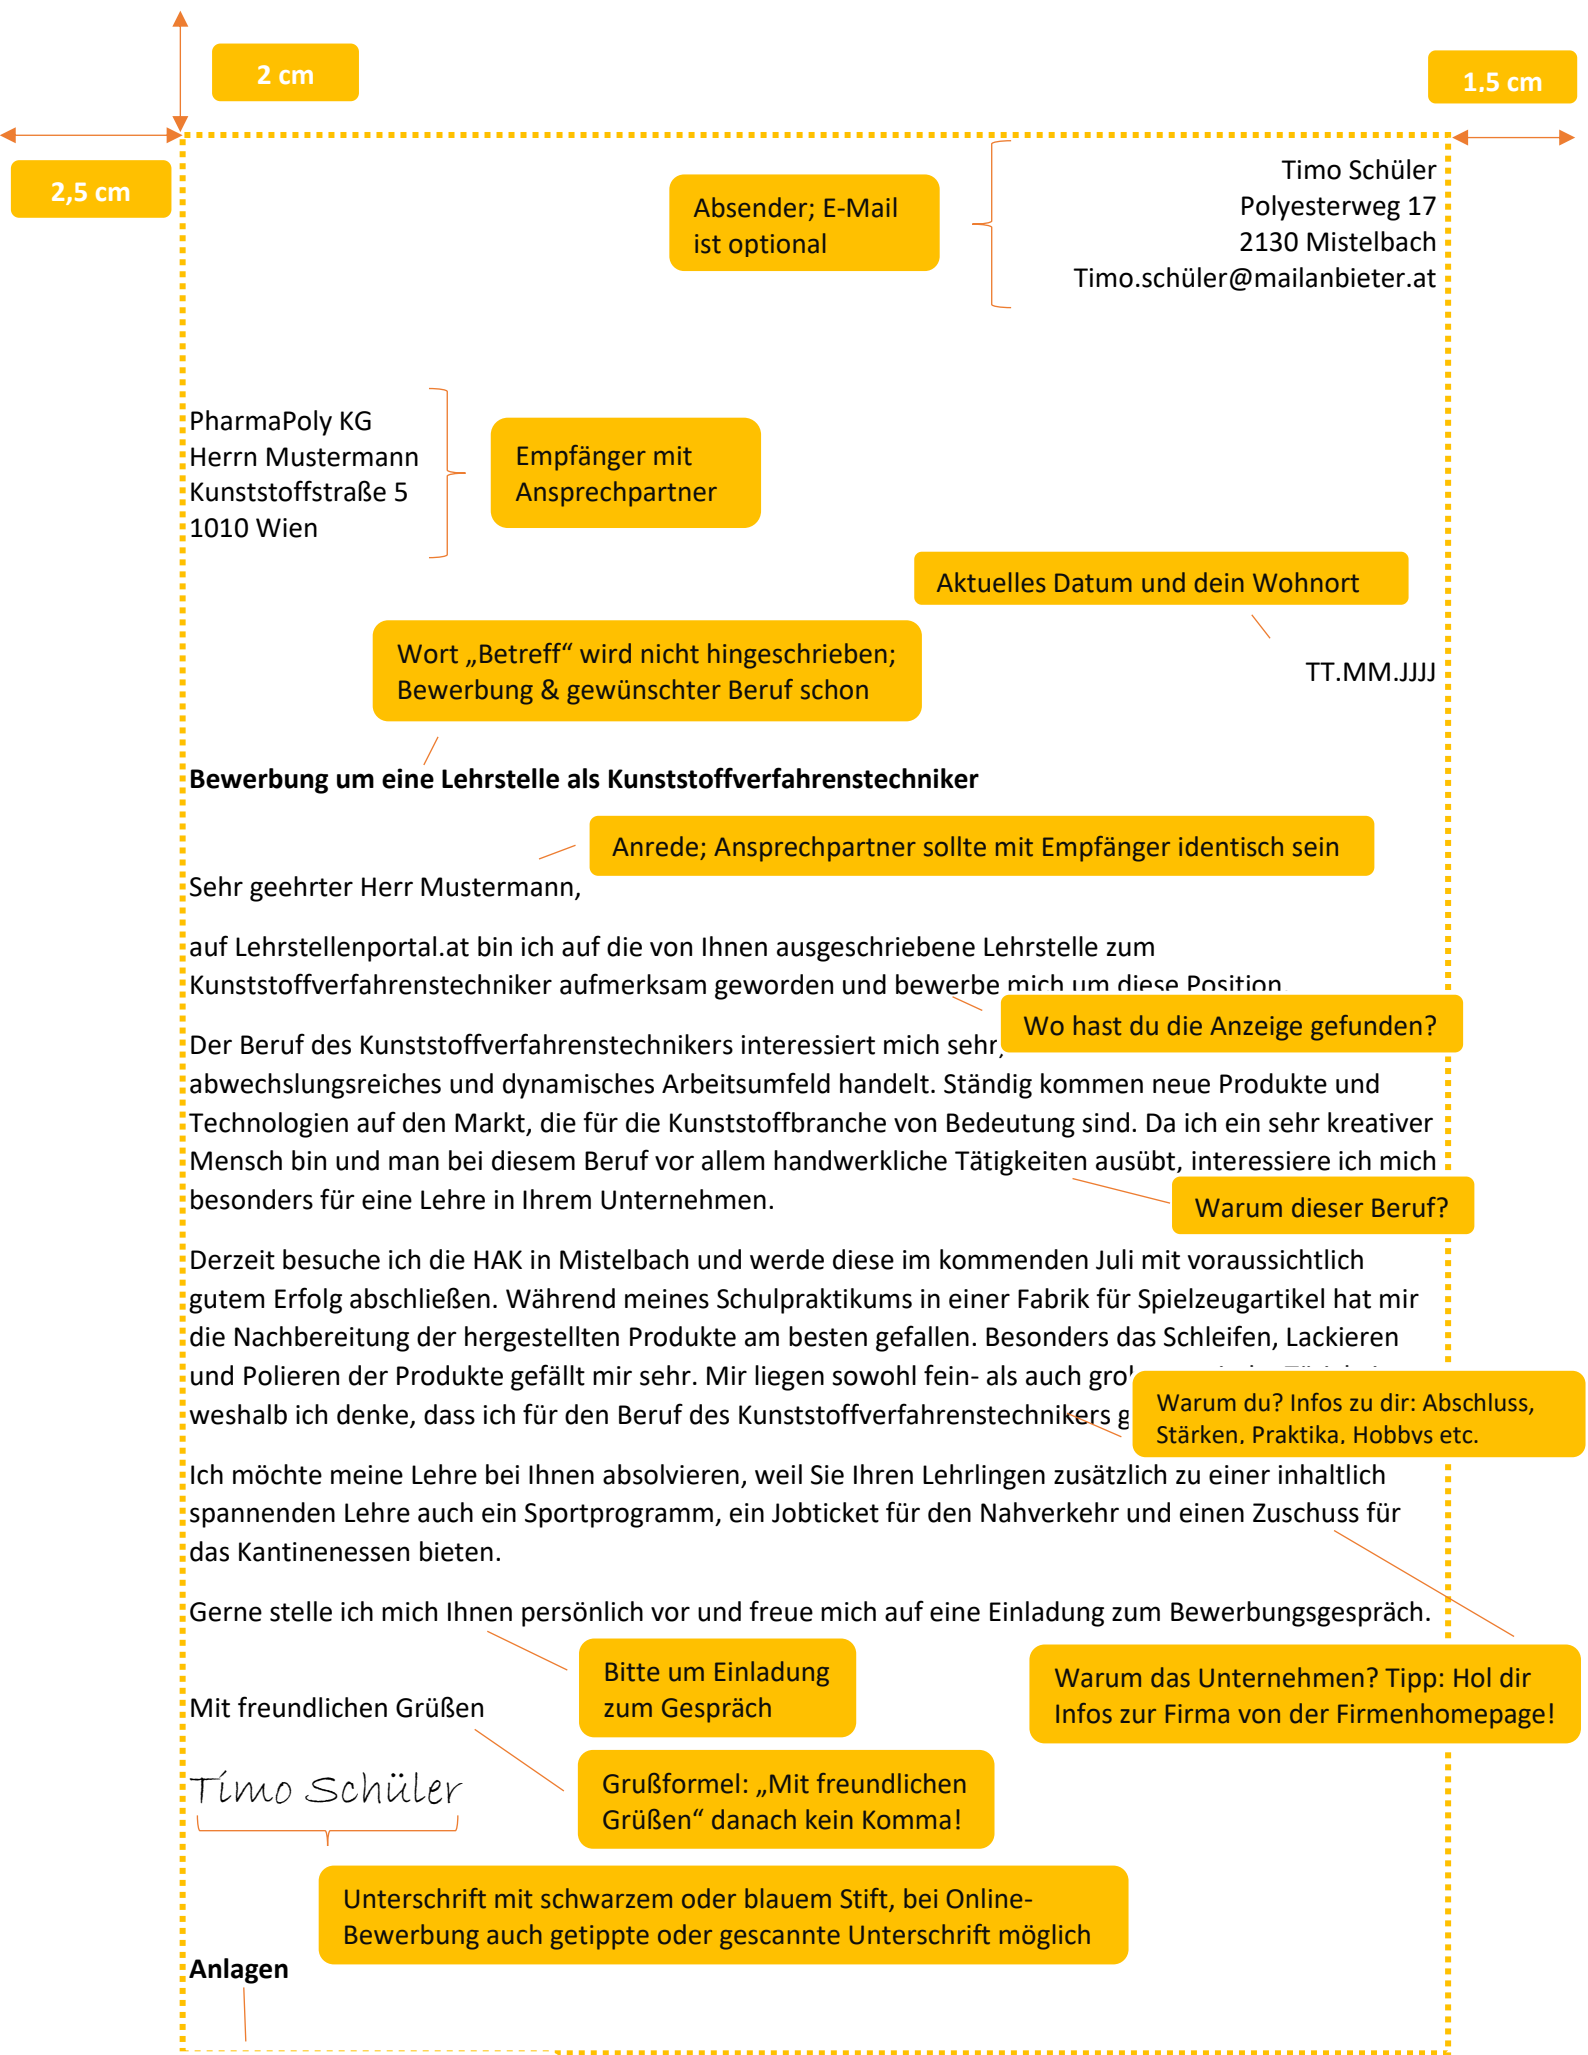 2 cm
1,5 cm
2,5 cm
Absender; E-Mail
ist optional
Timo Schüler
Polyesterweg 17
2130 Mistelbach
Timo.schüler@mailanbieter.at
PharmaPoly KG
Herrn Mustermann
Kunststoffstraße 5
1010 Wien
Empfänger mit
Ansprechpartner
Aktuelles Datum und dein Wohnort
Wort „Betreff“ wird nicht hingeschrieben;
Bewerbung & gewünschter Beruf schon
TT.MM.JJJJ
Bewerbung um eine Lehrstelle als Kunststoffverfahrenstechniker
Anrede; Ansprechpartner sollte mit Empfänger identisch sein
Sehr geehrter Herr Mustermann,
auf Lehrstellenportal.at bin ich auf die von Ihnen ausgeschriebene Lehrstelle zum
Kunststoffverfahrenstechniker aufmerksam geworden und bewerbe mich um diese Position
Wo hast du die Anzeige gefunden?
Der Beruf des Kunststoffverfahrenstechnikers interessiert mich sehr,
abwechslungsreiches und dynamisches Arbeitsumfeld handelt. Ständig kommen neue Produkte und
Technologien auf den Markt, die für die Kunststoffbranche von Bedeutung sind. Da ich ein sehr kreativer
Mensch bin und man bei diesem Beruf vor allem handwerkliche Tätigkeiten ausübt, interessiere ich mich
besonders für eine Lehre in Ihrem Unternehmen.
Warum dieser Beruf?
Derzeit besuche ich die HAK in Mistelbach und werde diese im kommenden Juli mit voraussichtlich
gutem Erfolg abschließen. Während meines Schulpraktikums in einer Fabrik für Spielzeugartikel hat mir
die Nachbereitung der hergestellten Produkte am besten gefallen. Besonders das Schleifen, Lackieren
und Polieren der Produkte gefällt mir sehr. Mir liegen sowohl fein- als auch
weshalb ich denke, dass ich für den Beruf des Kunststoffverfahrenstechnikers
Warum du? Infos zu dir: Abschluss,
Stärken, Praktika, Hobbys etc.
Ich möchte meine Lehre bei Ihnen absolvieren, weil Sie Ihren Lehrlingen zusätzlich zu einer inhaltlich
spannenden Lehre auch ein Sportprogramm, ein Jobticket für den Nahverkehr und einen Zuschuss für
das Kantinenessen bieten.
Gerne stelle ich mich Ihnen persönlich vor und freue mich auf eine Einladung zum Bewerbungsgespräch.
Bitte um Einladung
zum Gespräch
Warum das Unternehmen? Tipp: Hol dir
Infos zur Firma von der Firmenhomepage!
Mit freundlichen Grüßen
Timo Schüler
Grußformel: „Mit freundlichen
Grüßen“ danach kein Komma!
Unterschrift mit schwarzem oder blauem Stift, bei Online-
Bewerbung auch getippte oder gescannte Unterschrift möglich
Anlagen